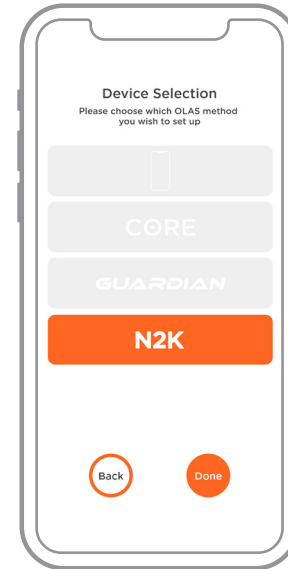 Device Selection
Please choose which OLAS method
you wish to set up
CORE
GUARDIAN
N2K
Back
Done